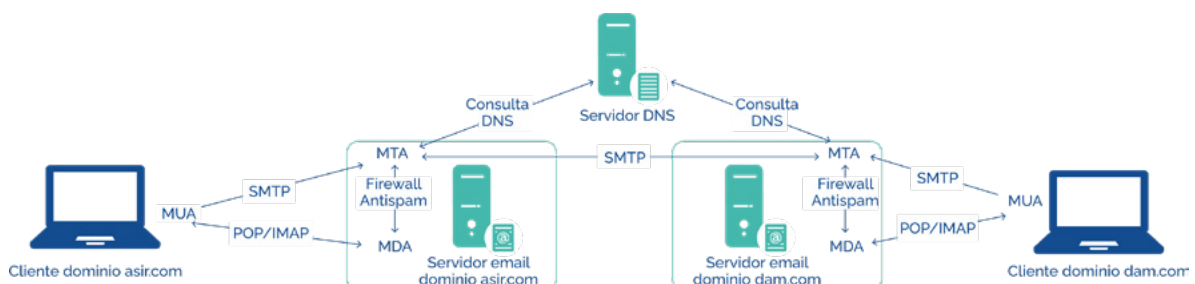 Servidor DNS
Consulta
DNS
Consulta
DNS
MTA
SMTP
MTA
SMTP
Firewall
Antispam
Firewall
Antispam
SMTP
MUA
MUA
POP/IMAP
MDA
MDA
POP/IMAP
Servidor email
dominio asir.com
Servidor email
dominio dam.com
Cliente dominio asir.com
Cliente dominio dam.com
@
@